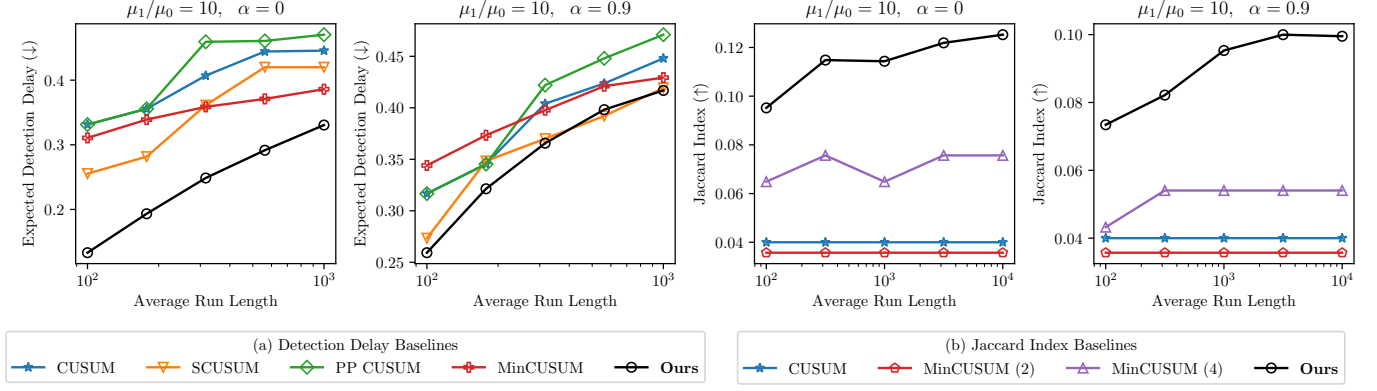 μ₁/μ₀ = 10, α = 0
Expected Detection Delay (↓)
0.4
0.3
0.2
10²
10³
Average Run Length
μ₁/μ₀ = 10, α = 0.9
Expected Detection Delay (↓)
0.45
0.40
0.35
0.30
0.25
10²
10³
Average Run Length
μ₁/μ₀ = 10, α = 0
Jaccard Index (↑)
0.12
0.10
0.08
0.06
0.04
10²
10³
10⁴
Average Run Length
μ₁/μ₀ = 10, α = 0.9
Jaccard Index (↑)
0.10
0.08
0.06
0.04
10²
10³
10⁴
Average Run Length
(a) Detection Delay Baselines
CUSUM SCUSUM PP CUSUM MinCUSUM Ours
(b) Jaccard Index Baselines
CUSUM MinCUSUM (2) MinCUSUM (4) Ours